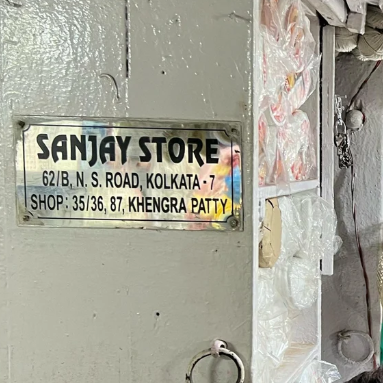 SANJAY STORE
62/B, N. S. ROAD, KOLKATA - 7
SHOP: 35/36, 87, KHENGRA PATTY